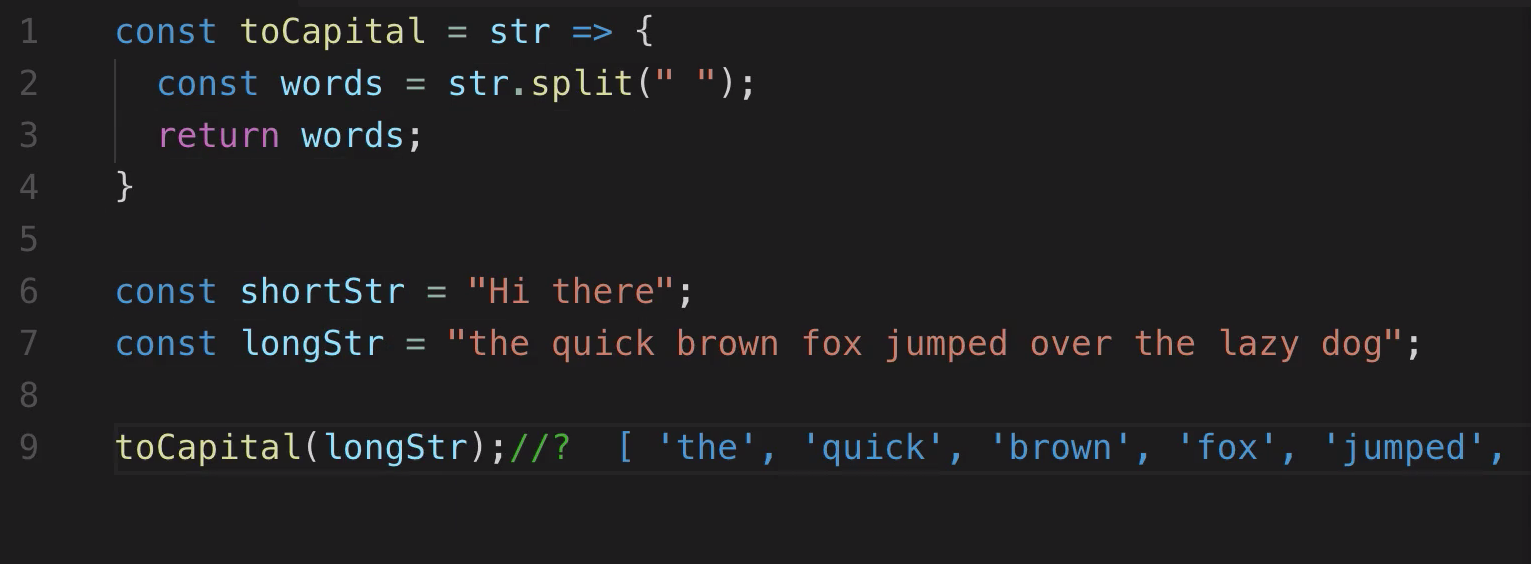 1 const toCapital = str => {
2 const words = str.split(" ");
3 return words;
4 }
5
6 const shortStr = "Hi there";
7 const longStr = "the quick brown fox jumped over the lazy dog";
8
9 toCapital(longStr);//? [ 'the', 'quick', 'brown', 'fox', 'jumped',